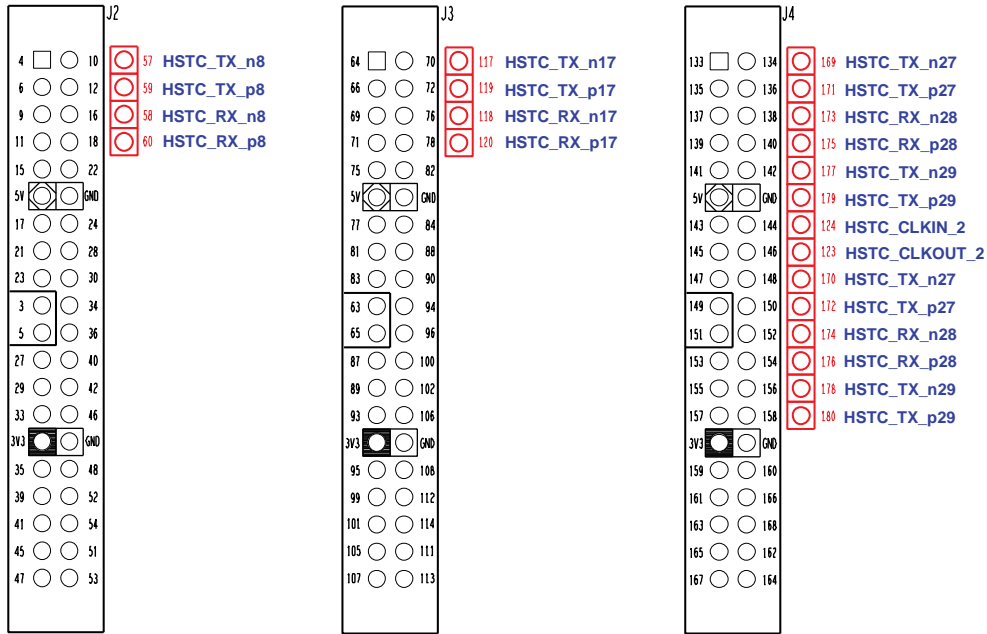 J2 J3 J4
4 10 57 HSTC_TX_n8 64 70 117 HSTC_TX_n17 133 134 169 HSTC_TX_n27
6 12 59 HSTC_TX_p8 66 72 119 HSTC_TX_p17 135 136 171 HSTC_TX_p27
9 16 58 HSTC_RX_n8 69 76 118 HSTC_RX_n17 137 138 173 HSTC_RX_n28
11 18 60 HSTC_RX_p8 71 78 120 HSTC_RX_p17 139 140 175 HSTC_RX_p28
15 22 75 82 141 142 177 HSTC_TX_n29
5V GND 5V GND 5V GND 179 HSTC_TX_p29
17 24 77 84 143 144 124 HSTC_CLKIN_2
21 28 81 88 145 146 123 HSTC_CLKOUT_2
23 30 83 90 147 148 170 HSTC_TX_n27
3 34 63 94 149 150 172 HSTC_TX_p27
5 36 65 96 151 152 174 HSTC_RX_n28
27 40 87 100 153 154 176 HSTC_RX_p28
29 42 89 102 155 156 178 HSTC_TX_n29
33 46 93 106 157 158 180 HSTC_TX_p29
3V3 GND 3V3 GND 3V3 GND
35 48 95 108 159 160
39 52 99 112 161 166
41 54 101 114 163 168
45 51 105 111 165 162
47 53 107 113 167 164